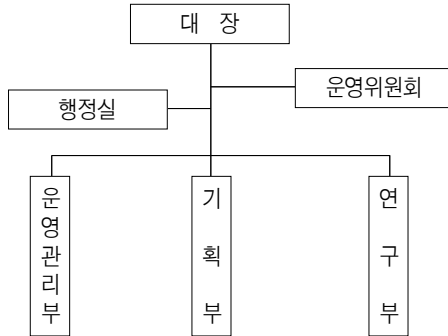 대 장
운영위원회
행정실
운영관리부
기획부
연구부